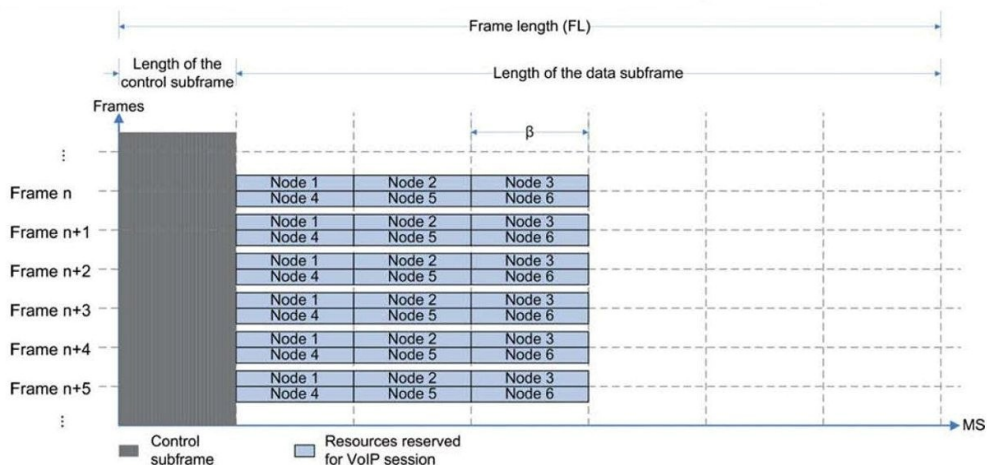 Frame length (FL)
Length of the
control subframe
Length of the data subframe
Frames
β
⋮
Frame n
Node 1 Node 2 Node 3
Node 4 Node 5 Node 6
Frame n+1
Node 1 Node 2 Node 3
Node 4 Node 5 Node 6
Frame n+2
Node 1 Node 2 Node 3
Node 4 Node 5 Node 6
Frame n+3
Node 1 Node 2 Node 3
Node 4 Node 5 Node 6
Frame n+4
Node 1 Node 2 Node 3
Node 4 Node 5 Node 6
Frame n+5
Node 1 Node 2 Node 3
Node 4 Node 5 Node 6
⋮
MS
Control
subframe
Resources reserved
for VoIP session